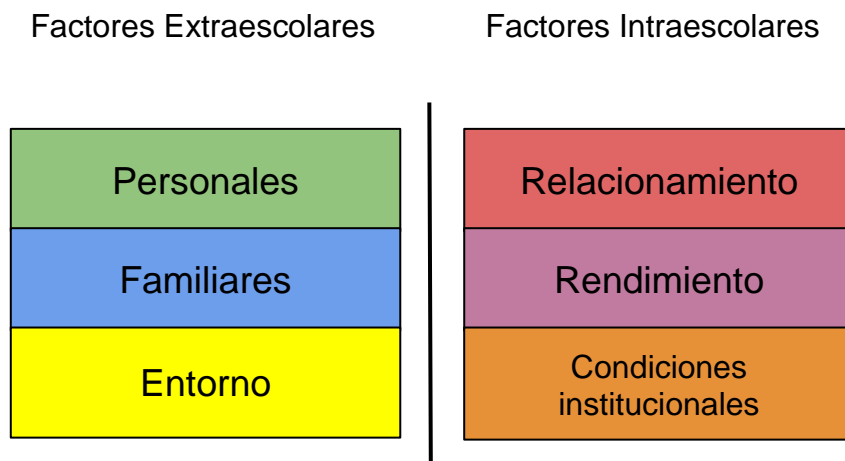 Factores Extraescolares
Factores Intraescolares
Personales
Familiares
Entorno
Relacionamiento
Rendimiento
Condiciones
institucionales